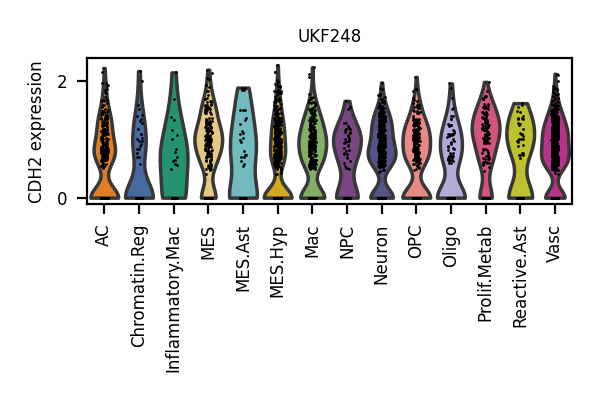 UKF248
CDH2 expression
2
0
AC
Chromatin.Reg
Inflammatory.Mac
MES
MES.Ast
MES.Hyp
Mac
NPC
Neuron
OPC
Oligo
Prolif.Metab
Reactive.Ast
Vasc